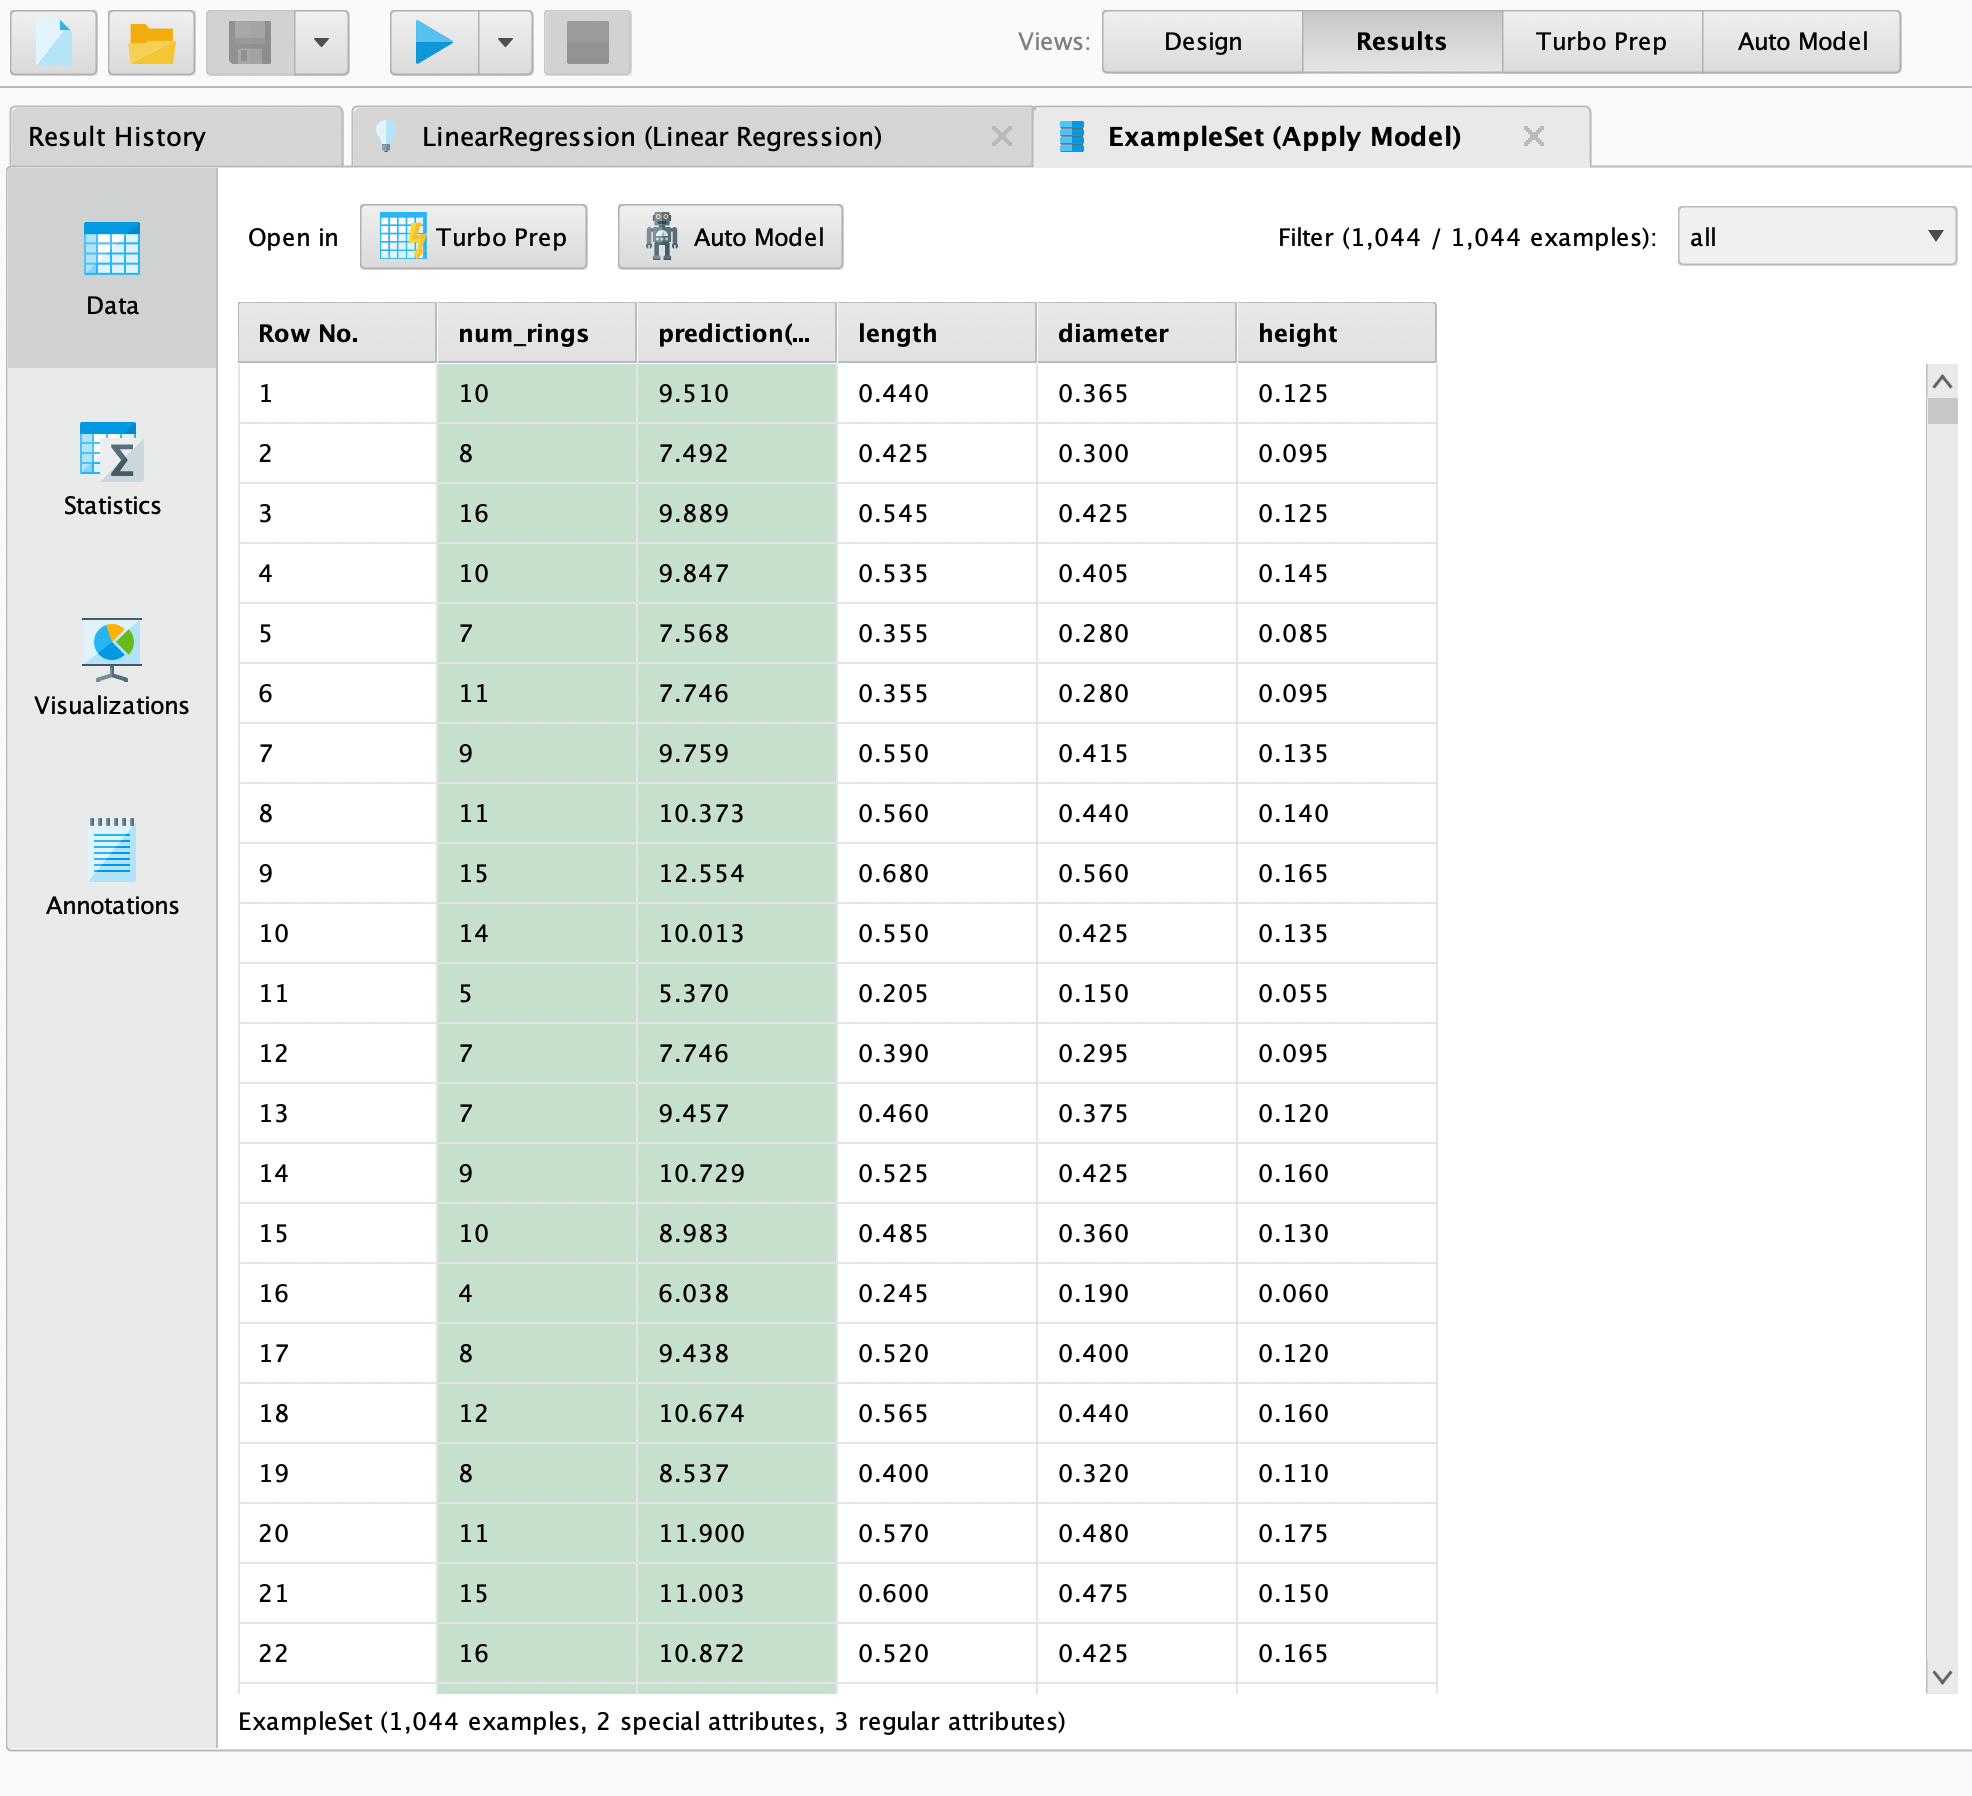 Views: Design Results Turbo Prep Auto Model
Result History LinearRegression (Linear Regression) ExampleSet (Apply Model)
Data
Statistics
Visualizations
Annotations
Open in Turbo Prep Auto Model Filter (1,044 / 1,044 examples): all
Row No. num_rings prediction(... length diameter height
1 10 9.510 0.440 0.365 0.125
2 8 7.492 0.425 0.300 0.095
3 16 9.889 0.545 0.425 0.125
4 10 9.847 0.535 0.405 0.145
5 7 7.568 0.355 0.280 0.085
6 11 7.746 0.355 0.280 0.095
7 9 9.759 0.550 0.415 0.135
8 11 10.373 0.560 0.440 0.140
9 15 12.554 0.680 0.560 0.165
10 14 10.013 0.550 0.425 0.135
11 5 5.370 0.205 0.150 0.055
12 7 7.746 0.390 0.295 0.095
13 7 9.457 0.460 0.375 0.120
14 9 10.729 0.525 0.425 0.160
15 10 8.983 0.485 0.360 0.130
16 4 6.038 0.245 0.190 0.060
17 8 9.438 0.520 0.400 0.120
18 12 10.674 0.565 0.440 0.160
19 8 8.537 0.400 0.320 0.110
20 11 11.900 0.570 0.480 0.175
21 15 11.003 0.600 0.475 0.150
22 16 10.872 0.520 0.425 0.165
ExampleSet (1,044 examples, 2 special attributes, 3 regular attributes)